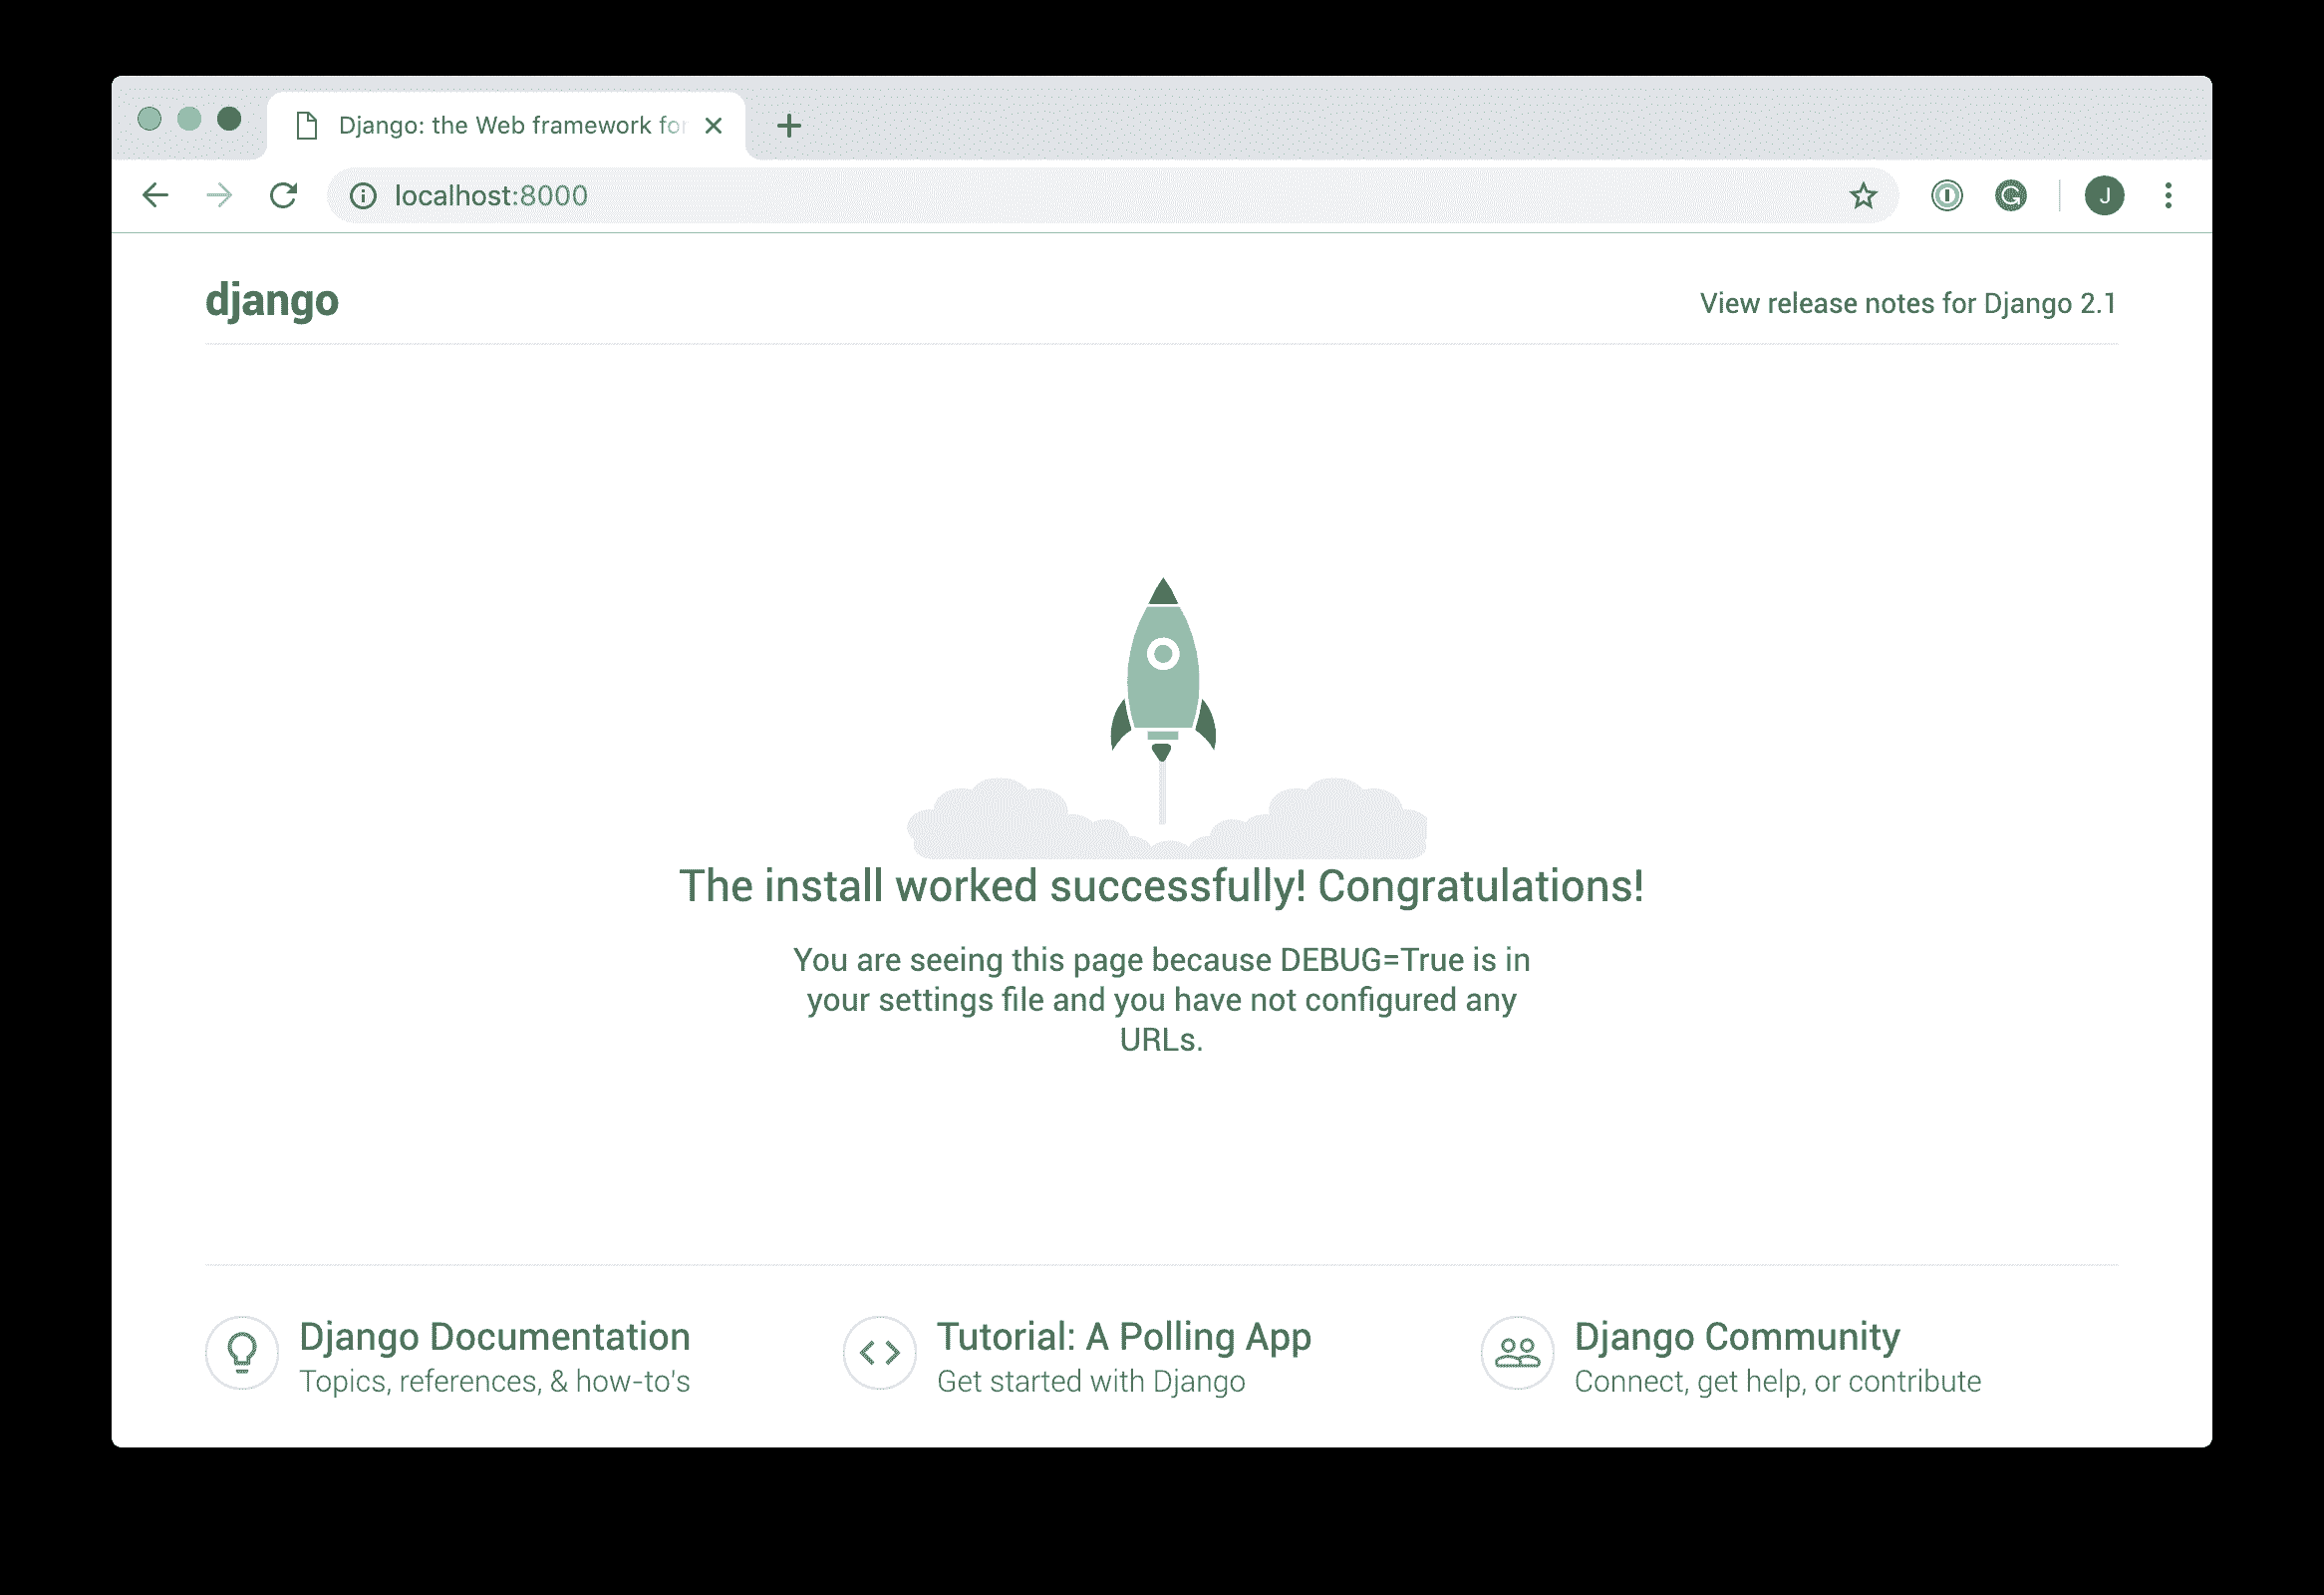 Django: the Web framework for
localhost:8000
J
django
View release notes for Django 2.1
The install worked successfully! Congratulations!
You are seeing this page because DEBUG=True is in
your settings file and you have not configured any
URLs.
Django Documentation
Topics, references, & how-to's
Tutorial: A Polling App
Get started with Django
Django Community
Connect, get help, or contribute